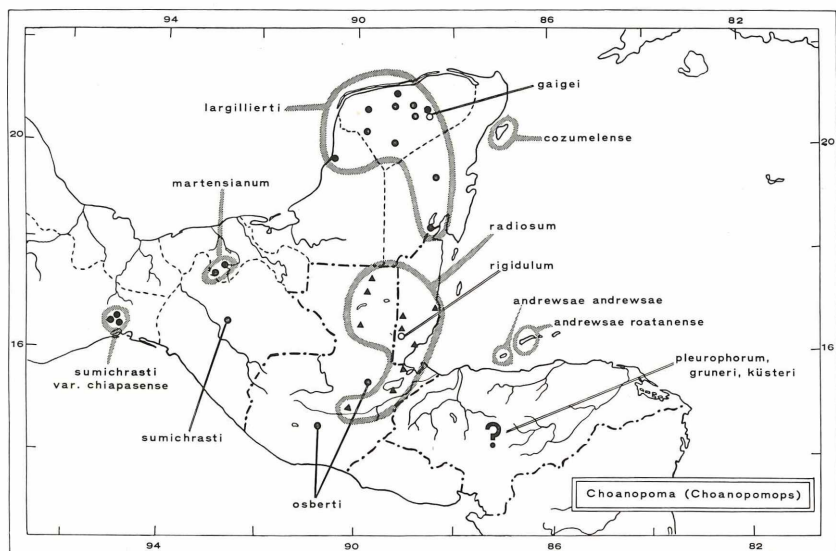 94
90
86
82
largillierti
gaigei
20
20
cozumelense
martensianum
radiosum
rigidulum
andrewsae andrewsae
andrewsae roatanense
16
16
sumichrasti
var. chiapasense
pleurophorum,
gruneri, küsteri
?
sumichrasti
osberti
Choanopoma (Choanopomops)
94
90
86
82